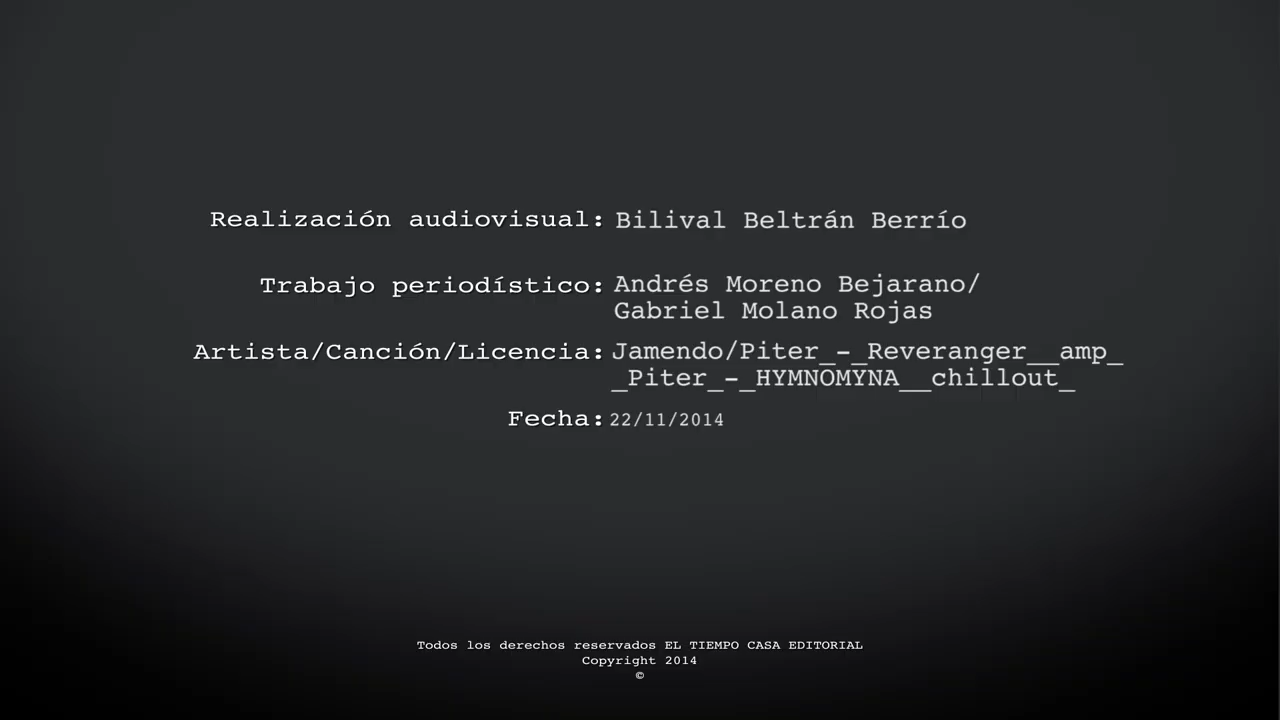 Realización audiovisual: Bilival Beltrán Berrío
Trabajo periodístico: Andrés Moreno Bejarano/
Gabriel Molano Rojas
Artista/Canción/Licencia: Jamendo/Piter_-_Reveranger__amp_
_Piter_-_HYMNOMYNA__chillout_
Fecha: 22/11/2014
Todos los derechos reservados EL TIEMPO CASA EDITORIAL
Copyright 2014
©